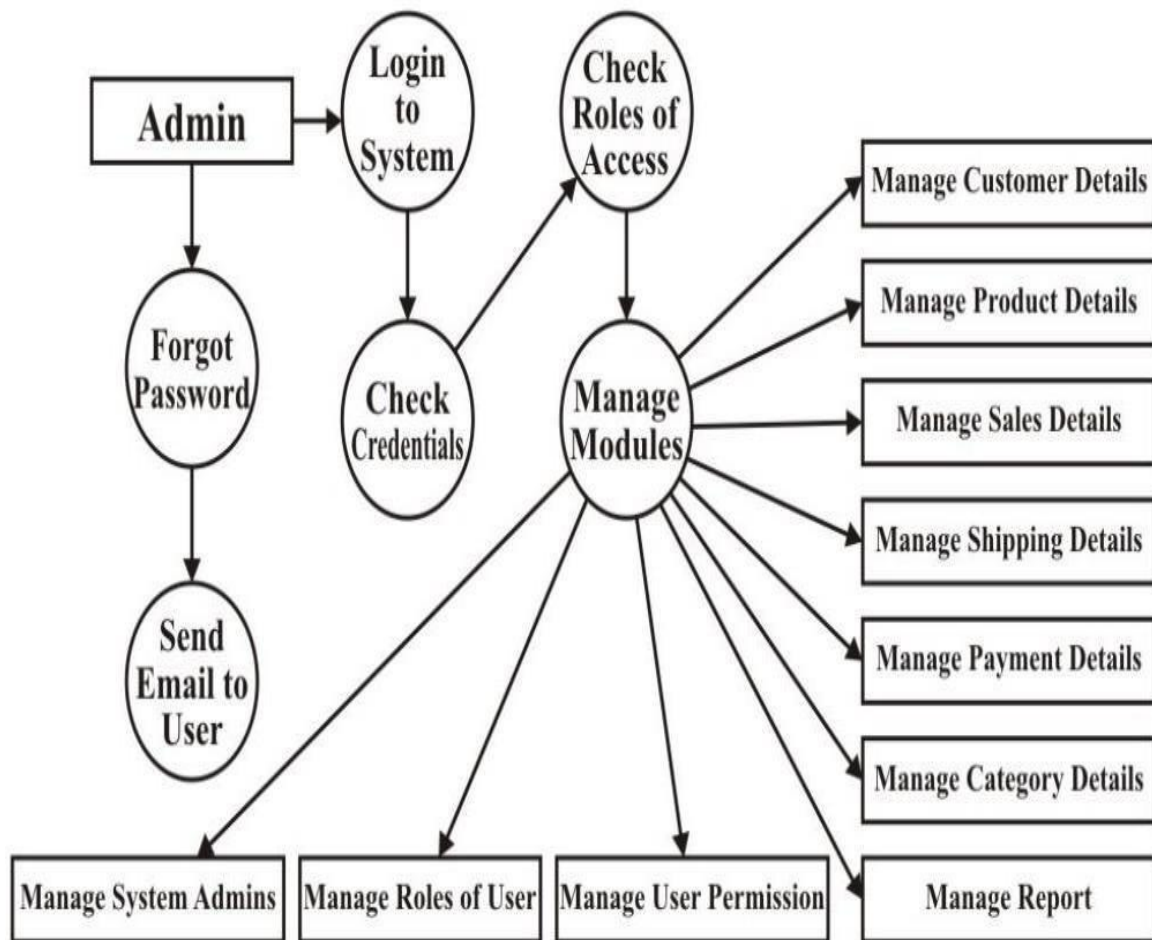 Admin
Login
to
System
Check
Roles of
Access
Manage Customer Details
Manage Product Details
Forgot
Password
Check
Credentials
Manage
Modules
Manage Sales Details
Manage Shipping Details
Send
Email to
User
Manage Payment Details
Manage Category Details
Manage System Admins
Manage Roles of User
Manage User Permission
Manage Report